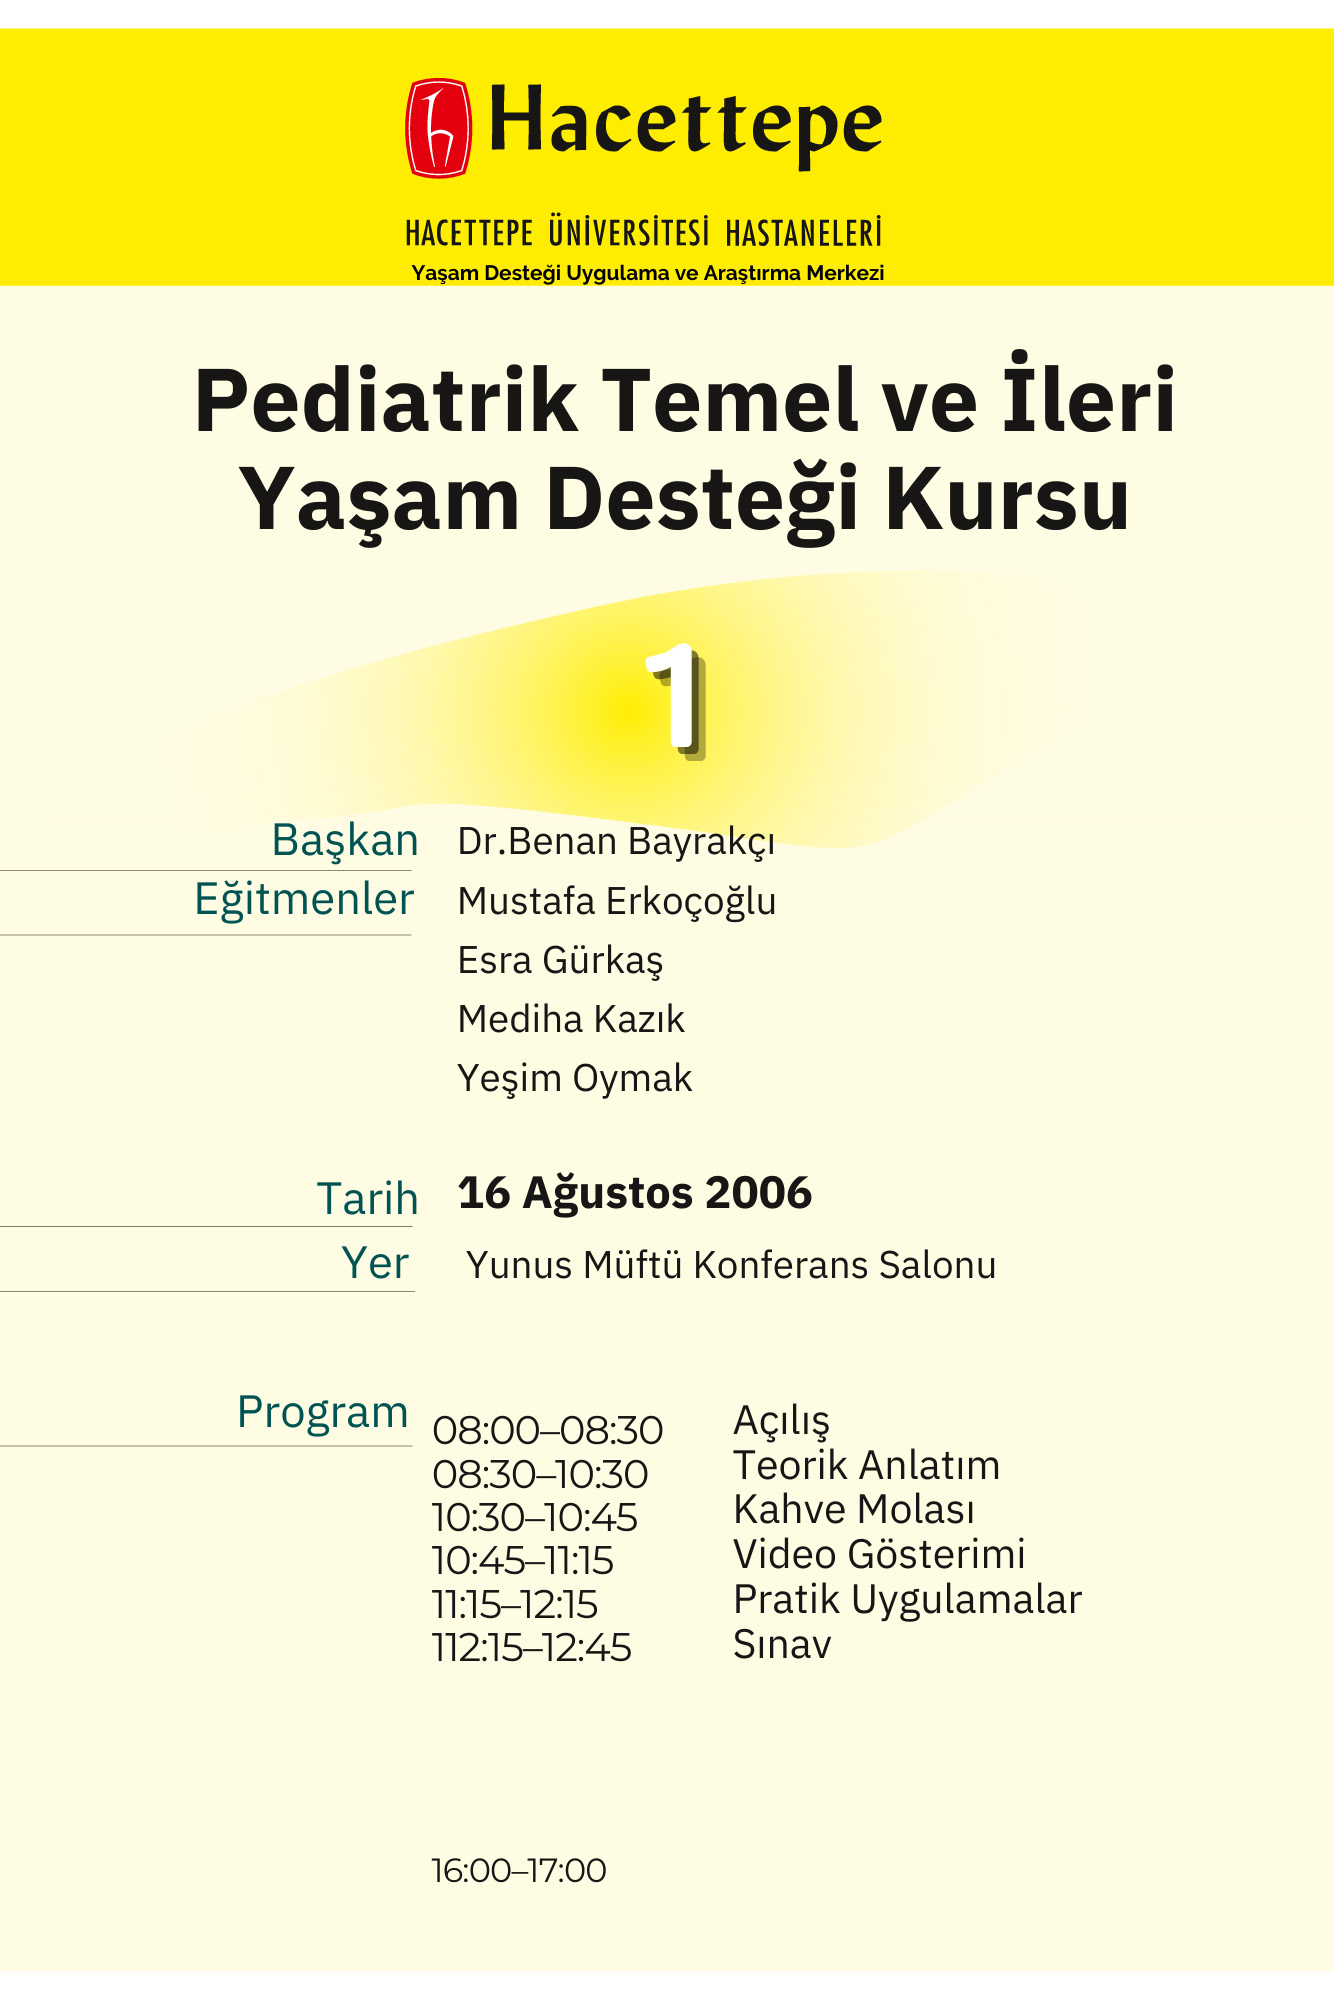 Hacettepe
HACETTEPE ÜNİVERSİTESİ HASTANELERİ
Yaşam Desteği Uygulama ve Araştırma Merkezi
Pediatrik Temel ve İleri
Yaşam Desteği Kursu
1
Başkan Dr.Benan Bayrakçı
Eğitmenler Mustafa Erkoçoğlu
Esra Gürkaş
Mediha Kazık
Yeşim Oymak
Tarih 16 Ağustos 2006
Yer Yunus Müftü Konferans Salonu
Program 08:00–08:30 Açılış
08:30–10:30 Teorik Anlatım
10:30–10:45 Kahve Molası
10:45–11:15 Video Gösterimi
11:15–12:15 Pratik Uygulamalar
112:15–12:45 Sınav
16:00–17:00